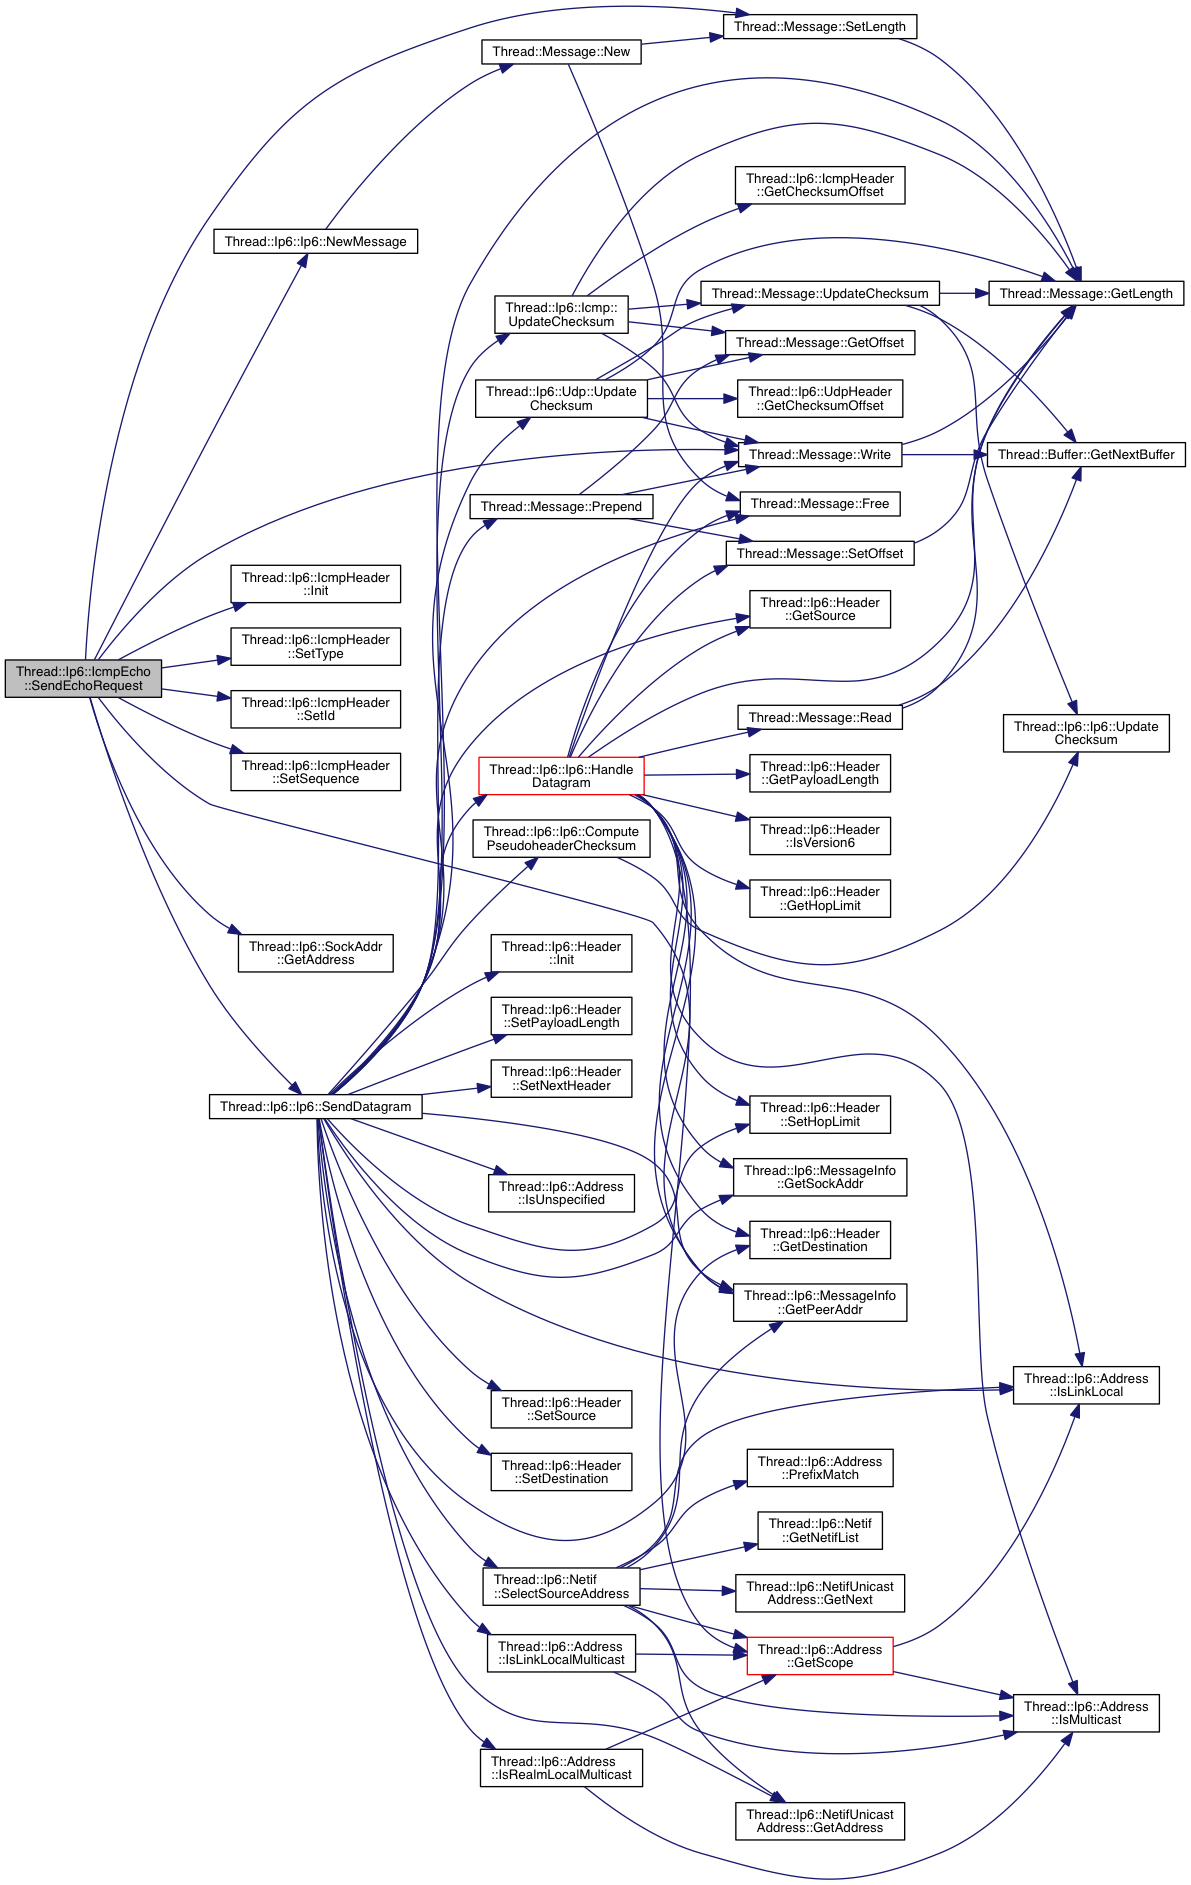 Thread::Message::SetLength
Thread::Message::New
Thread::Ip6::IcmpHeader
::GetChecksumOffset
Thread::Ip6::Ip6::NewMessage
Thread::Message::UpdateChecksum
Thread::Message::GetLength
Thread::Ip6::Icmp::
UpdateChecksum
Thread::Message::GetOffset
Thread::Ip6::Udp::Update
Checksum
Thread::Ip6::UdpHeader
::GetChecksumOffset
Thread::Message::Write
Thread::Buffer::GetNextBuffer
Thread::Message::Prepend
Thread::Message::Free
Thread::Message::SetOffset
Thread::Ip6::IcmpHeader
::Init
Thread::Ip6::Header
::GetSource
Thread::Ip6::IcmpHeader
::SetType
Thread::Ip6::IcmpEcho
::SendEchoRequest
Thread::Ip6::IcmpHeader
::SetId
Thread::Message::Read
Thread::Ip6::Ip6::Update
Checksum
Thread::Ip6::IcmpHeader
::SetSequence
Thread::Ip6::Ip6::Handle
Datagram
Thread::Ip6::Header
::GetPayloadLength
Thread::Ip6::Ip6::Compute
PseudoheaderChecksum
Thread::Ip6::Header
::IsVersion6
Thread::Ip6::Header
::GetHopLimit
Thread::Ip6::SockAddr
::GetAddress
Thread::Ip6::Header
::Init
Thread::Ip6::Header
::SetPayloadLength
Thread::Ip6::Header
::SetNextHeader
Thread::Ip6::Ip6::SendDatagram
Thread::Ip6::Header
::SetHopLimit
Thread::Ip6::Address
::IsUnspecified
Thread::Ip6::MessageInfo
::GetSockAddr
Thread::Ip6::Header
::GetDestination
Thread::Ip6::MessageInfo
::GetPeerAddr
Thread::Ip6::Address
::IsLinkLocal
Thread::Ip6::Header
::SetSource
Thread::Ip6::Header
::SetDestination
Thread::Ip6::Address
::PrefixMatch
Thread::Ip6::Netif
::GetNetifList
Thread::Ip6::Netif
::SelectSourceAddress
Thread::Ip6::NetifUnicast
Address::GetNext
Thread::Ip6::Address
::IsLinkLocalMulticast
Thread::Ip6::Address
::GetScope
Thread::Ip6::Address
::IsMulticast
Thread::Ip6::Address
::IsRealmLocalMulticast
Thread::Ip6::NetifUnicast
Address::GetAddress